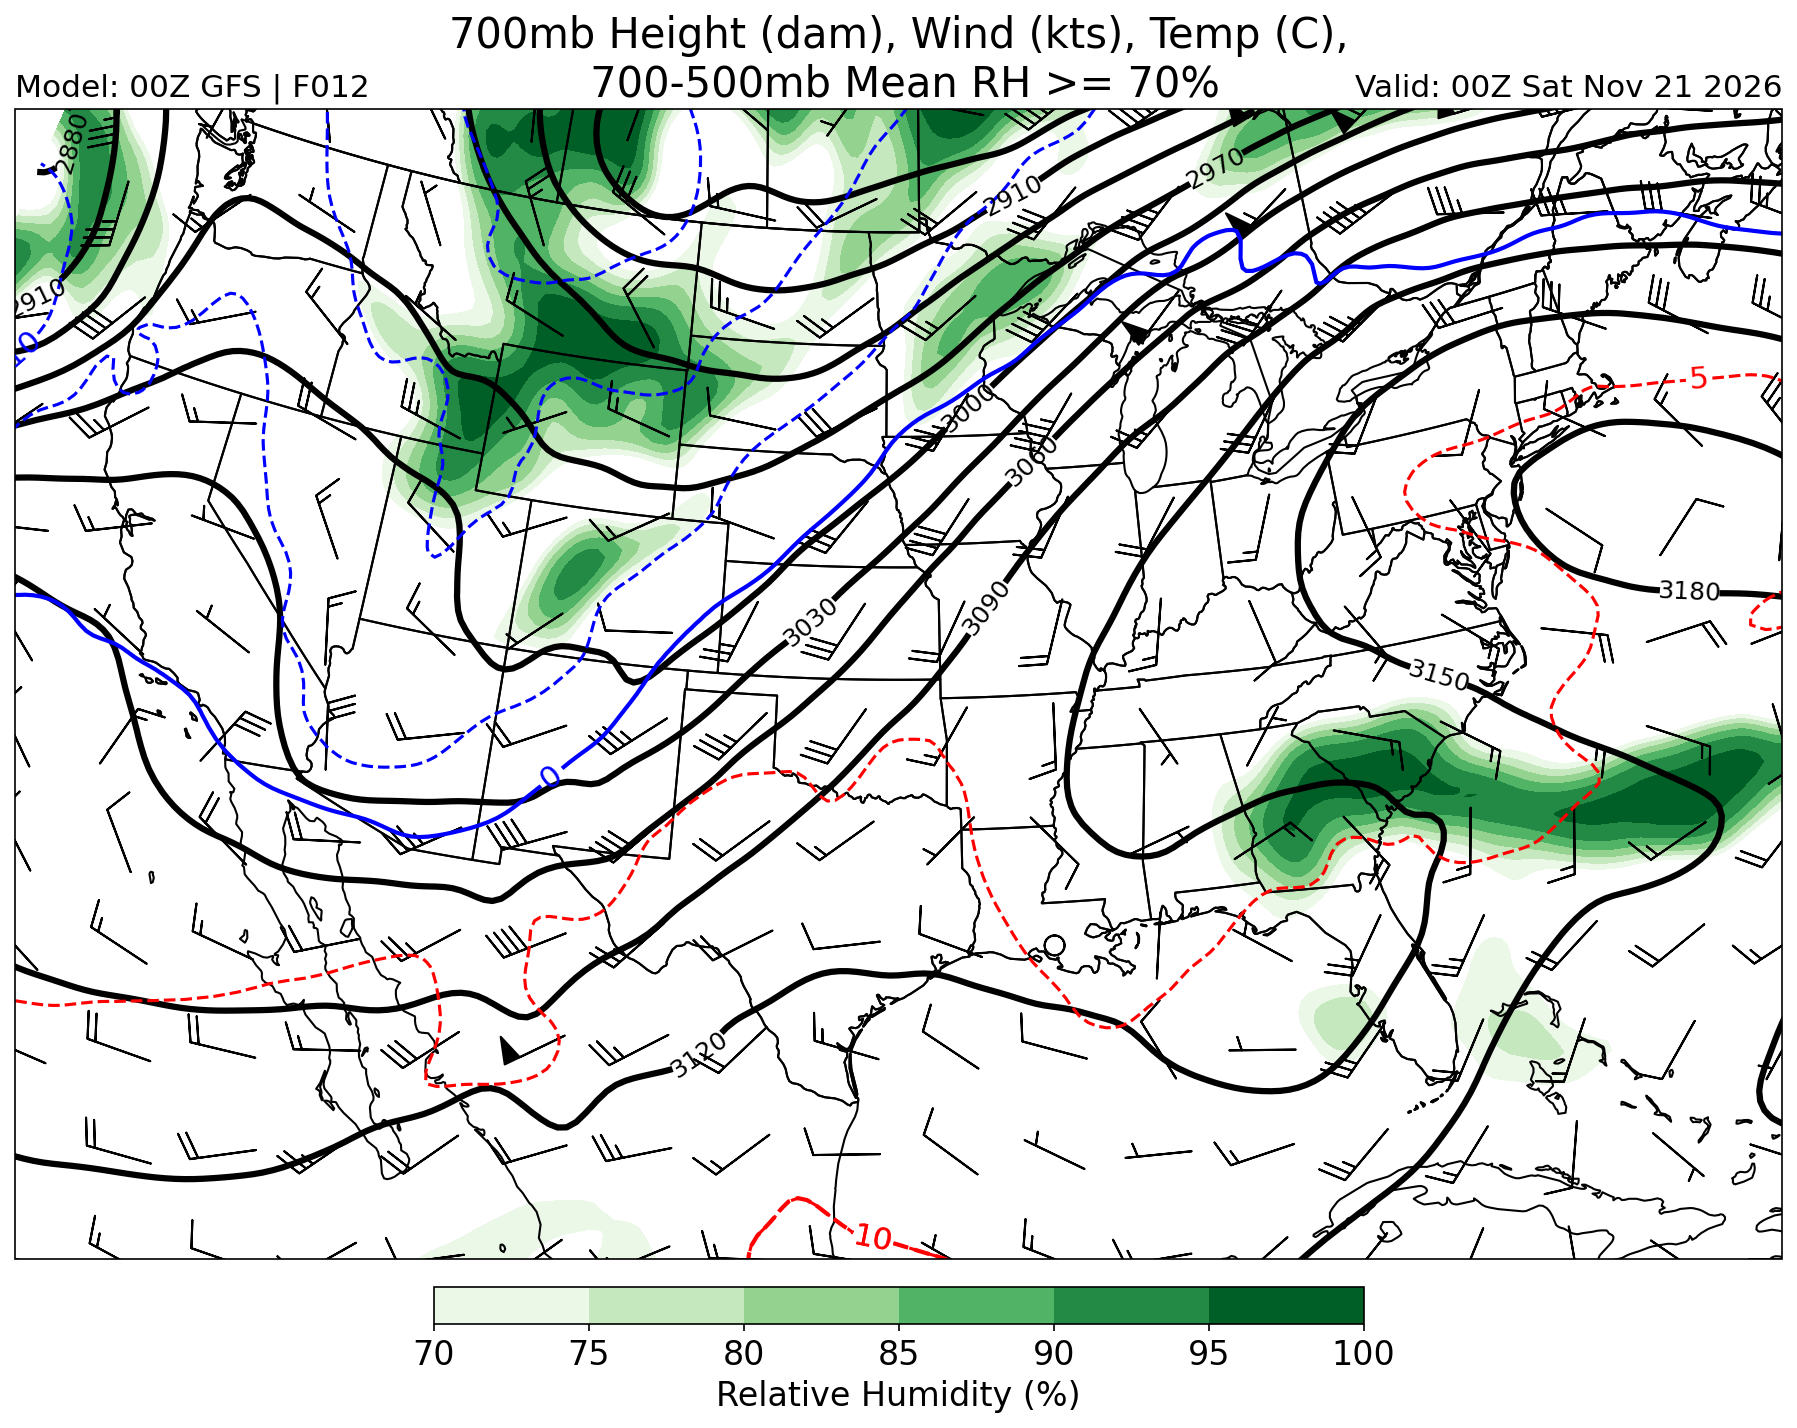 700mb Height (dam), Wind (kts), Temp (C),
Model: 00Z GFS | F012
700-500mb Mean RH >= 70%
Valid: 00Z Sat Nov 21 2026
2880
2970
2910
2910
5
3000
3060
3180
3030
3090
3150
0
3120
10
70 75 80 85 90 95 100
Relative Humidity (%)